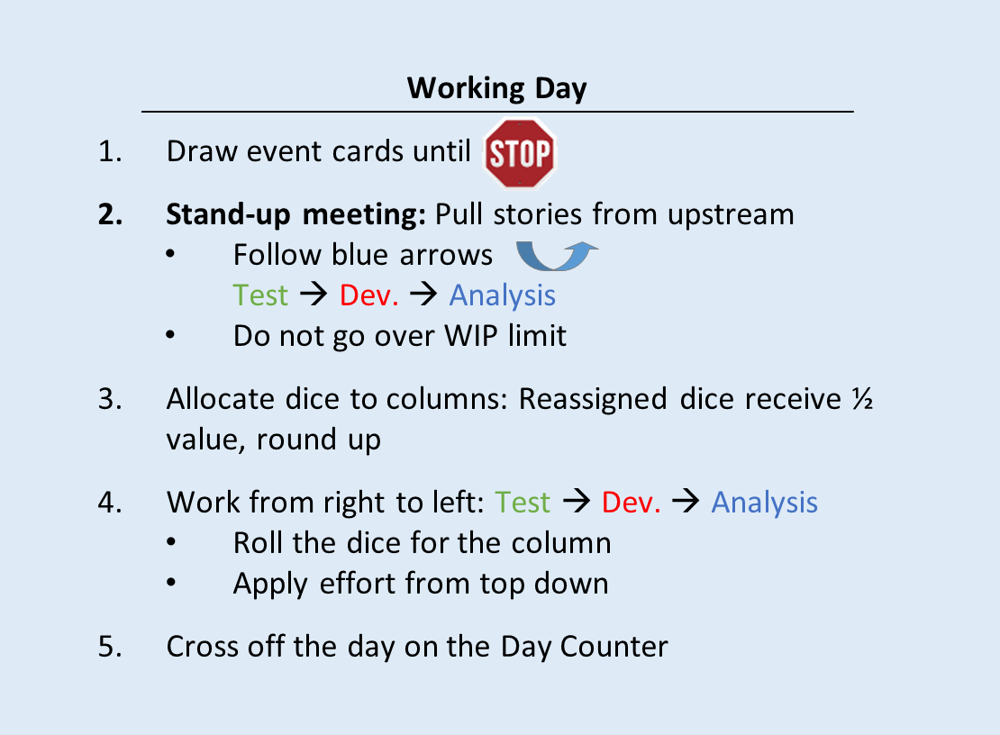 Working Day
1. Draw event cards until STOP
2. Stand-up meeting: Pull stories from upstream
• Follow blue arrows
Test → Dev. → Analysis
• Do not go over WIP limit
3. Allocate dice to columns: Reassigned dice receive ½
value, round up
4. Work from right to left: Test → Dev. → Analysis
• Roll the dice for the column
• Apply effort from top down
5. Cross off the day on the Day Counter